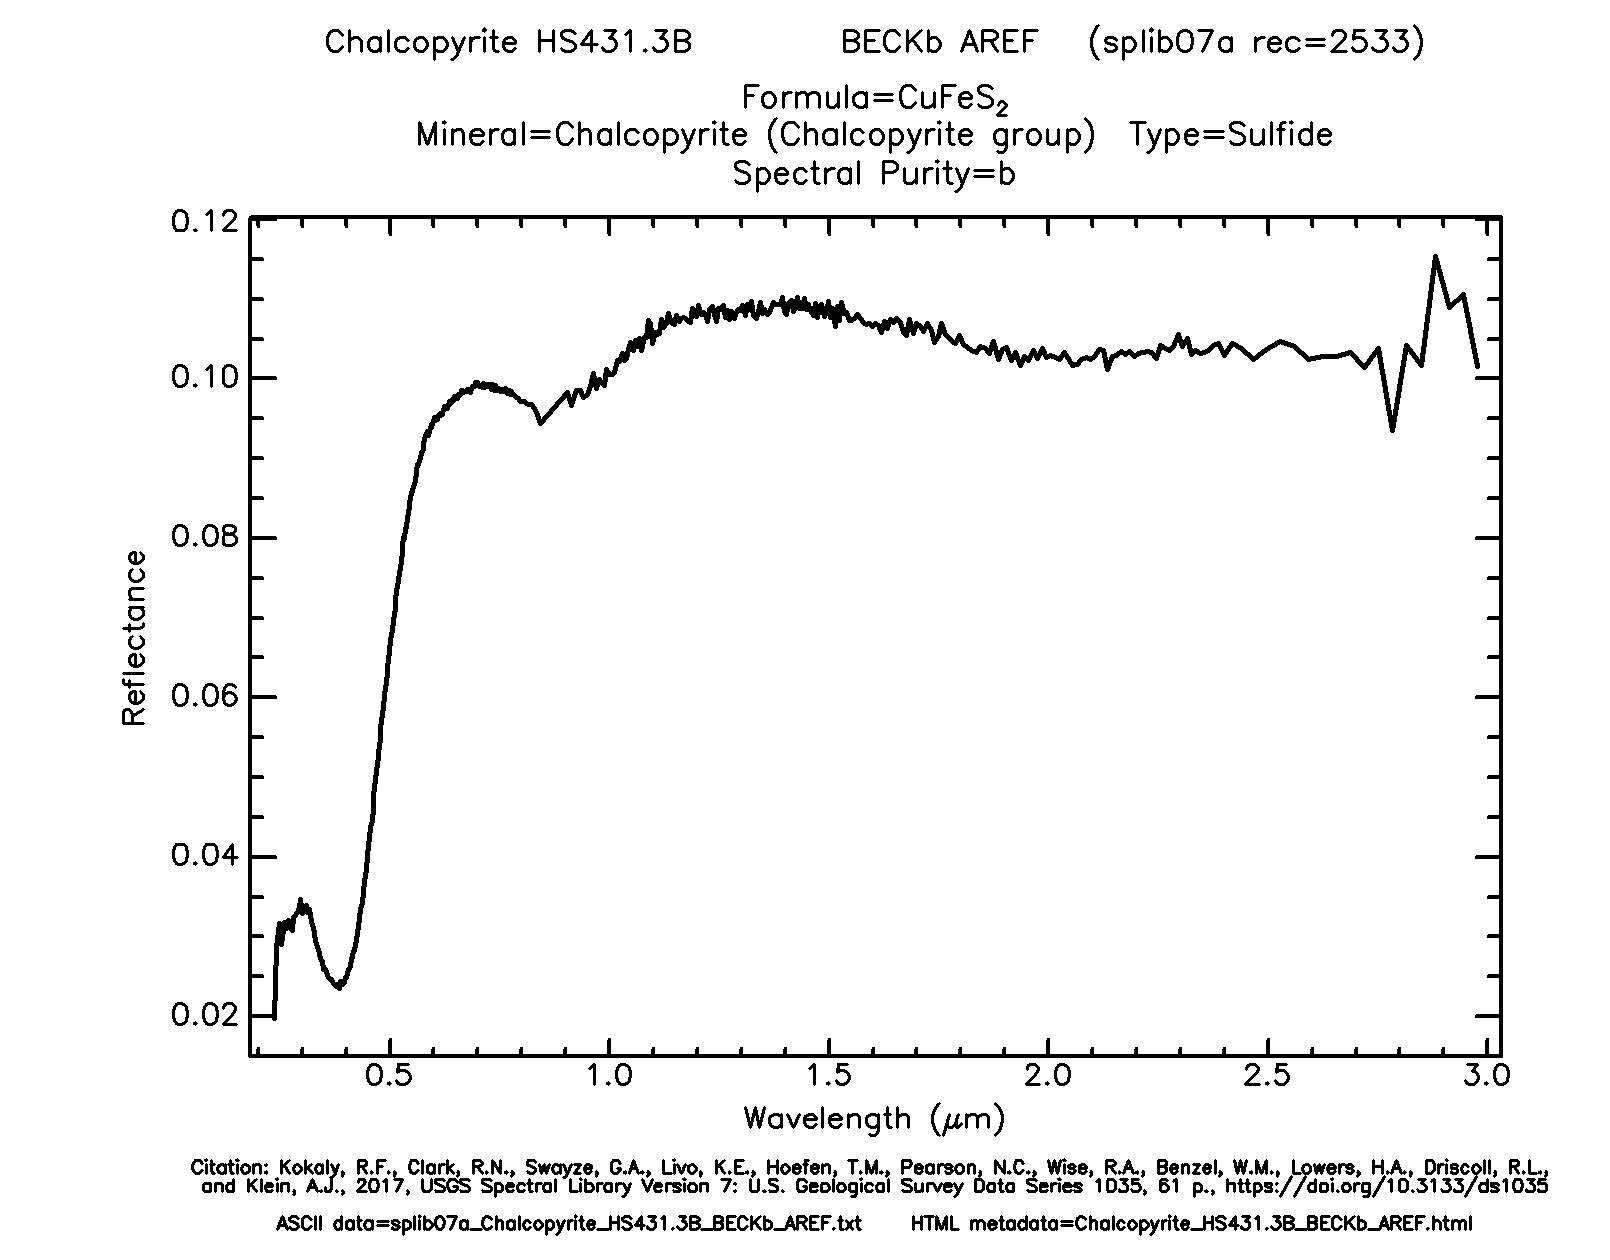 Chalcopyrite HS431.3B BECKb AREF (splib07a rec=2533)
Formula=CuFeS2
Mineral=Chalcopyrite (Chalcopyrite group) Type=Sulfide
Spectral Purity=b
0.12
0.10
0.08
0.06
0.04
0.02
Reflectance
0.5 1.0 1.5 2.0 2.5 3.0
Wavelength (μm)
Citation: Kokaly, R.F., Clark, R.N., Swayze, G.A., Livo, K.E., Hoefen, T.M., Pearson, N.C., Wise, R.A., Benzel, W.M., Lowers, H.A., Driscoll, R.L.,
and Klein, A.J., 2017, USGS Spectral Library Version 7: U.S. Geological Survey Data Series 1035, 61 p., https://doi.org/10.3133/ds1035
ASCII data=splib07a_Chalcopyrite_HS431.3B_BECKb_AREF.txt HTML metadata=Chalcopyrite_HS431.3B_BECKb_AREF.html